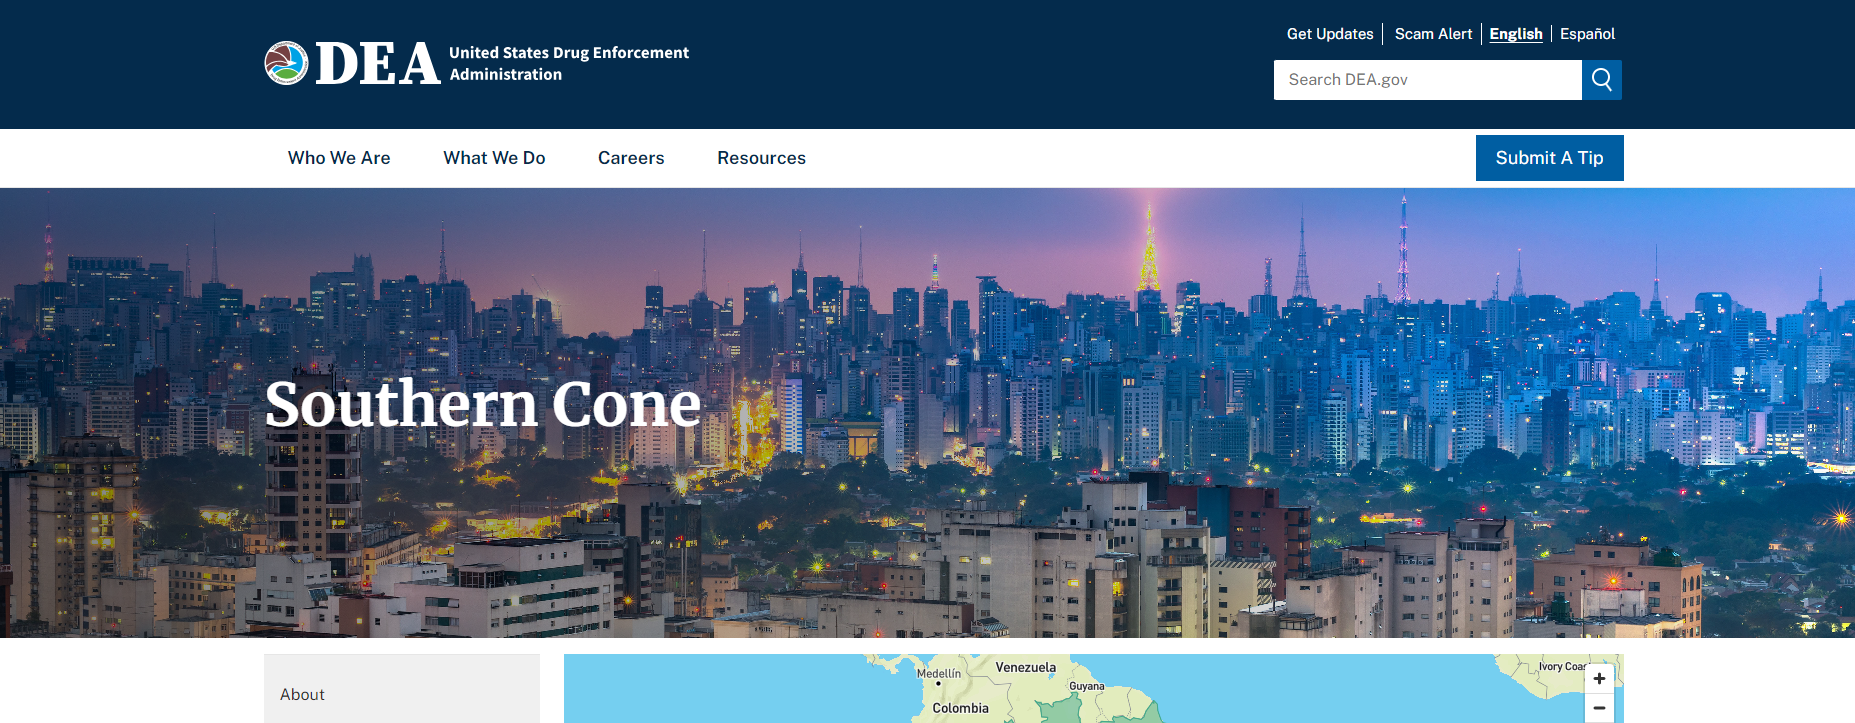 Get Updates
Scam Alert
English
Español
DEA
United States Drug Enforcement
Administration
Search DEA.gov
Who We Are
What We Do
Careers
Resources
Submit A Tip
Southern Cone
About
Medellín
Venezuela
Guyana
Colombia
Ivory Coas
+
−